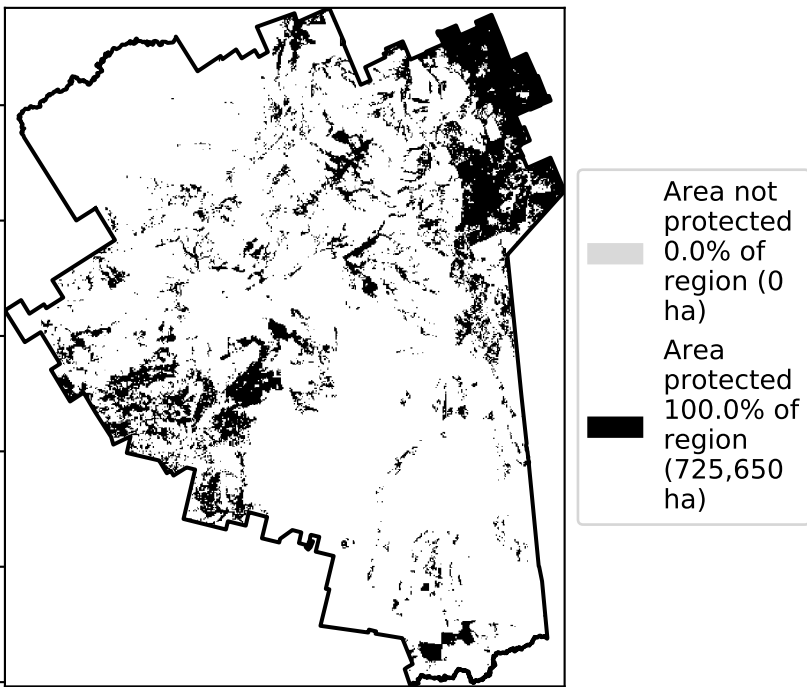 Area not
protected
0.0% of
region (0
ha)
Area
protected
100.0% of
region
(725,650
ha)